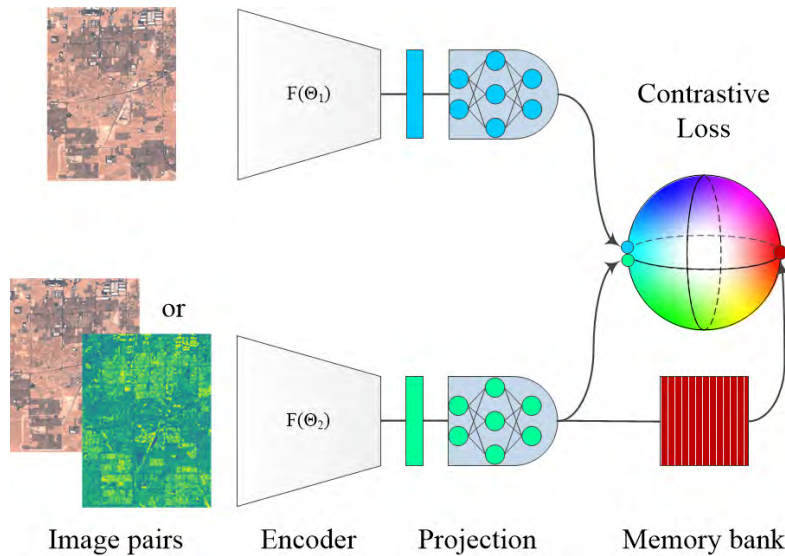 F(Θ₁)
Contrastive
Loss
or
F(Θ₂)
Image pairs
Encoder
Projection
Memory bank